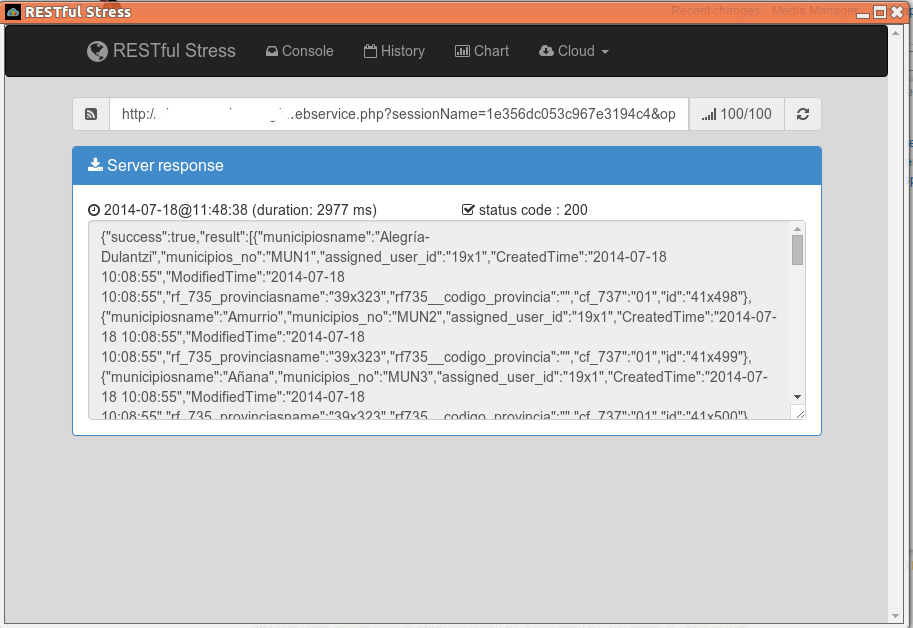 RESTful Stress
Recent changes Media Manager
RESTful Stress Console History Chart Cloud
http:/ ebservice.php?sessionName=1e356dc053c967e3194c4&op 100/100
Server response
2014-07-18@11:48:38 (duration: 2977 ms) status code : 200
{"success":true,"result":[{"municipiosname":"Alegría-
Dulantzi","municipios_no":"MUN1","assigned_user_id":"19x1","CreatedTime":"2014-07-18
10:08:55","ModifiedTime":"2014-07-18
10:08:55","rf_735_provinciasname":"39x323","rf735__codigo_provincia":"","cf_737":"01","id":"41x498"},
{"municipiosname":"Amurrio","municipios_no":"MUN2","assigned_user_id":"19x1","CreatedTime":"2014-07-
18 10:08:55","ModifiedTime":"2014-07-18
10:08:55","rf_735_provinciasname":"39x323","rf735__codigo_provincia":"","cf_737":"01","id":"41x499"},
{"municipiosname":"Añana","municipios_no":"MUN3","assigned_user_id":"19x1","CreatedTime":"2014-07-
18 10:08:55","ModifiedTime":"2014-07-18
10:08:55","rf_735_provinciasname":"39x323","rf735__codigo_provincia":"","cf_737":"01","id":"41x500"},